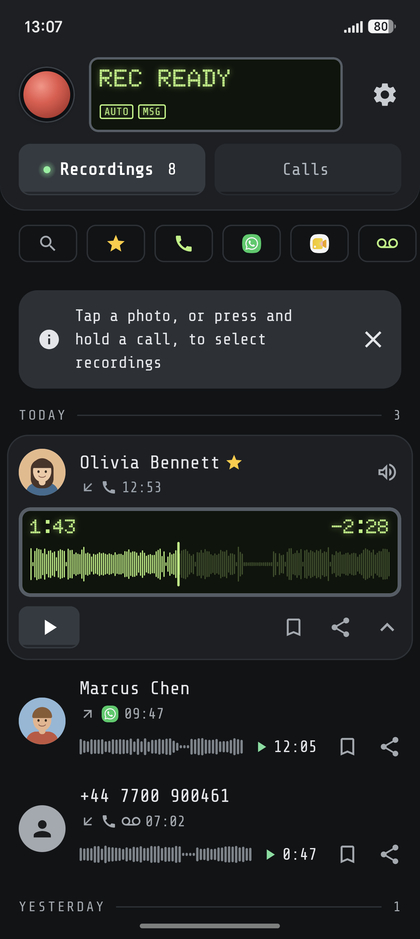 13:07
80
REC READY
AUTO MSG
Recordings 8
Calls
Tap a photo, or press and
hold a call, to select
recordings
TODAY 3
Olivia Bennett
12:53
1:43 -2:28
Marcus Chen
09:47
12:05
+44 7700 900461
07:02
0:47
YESTERDAY 1